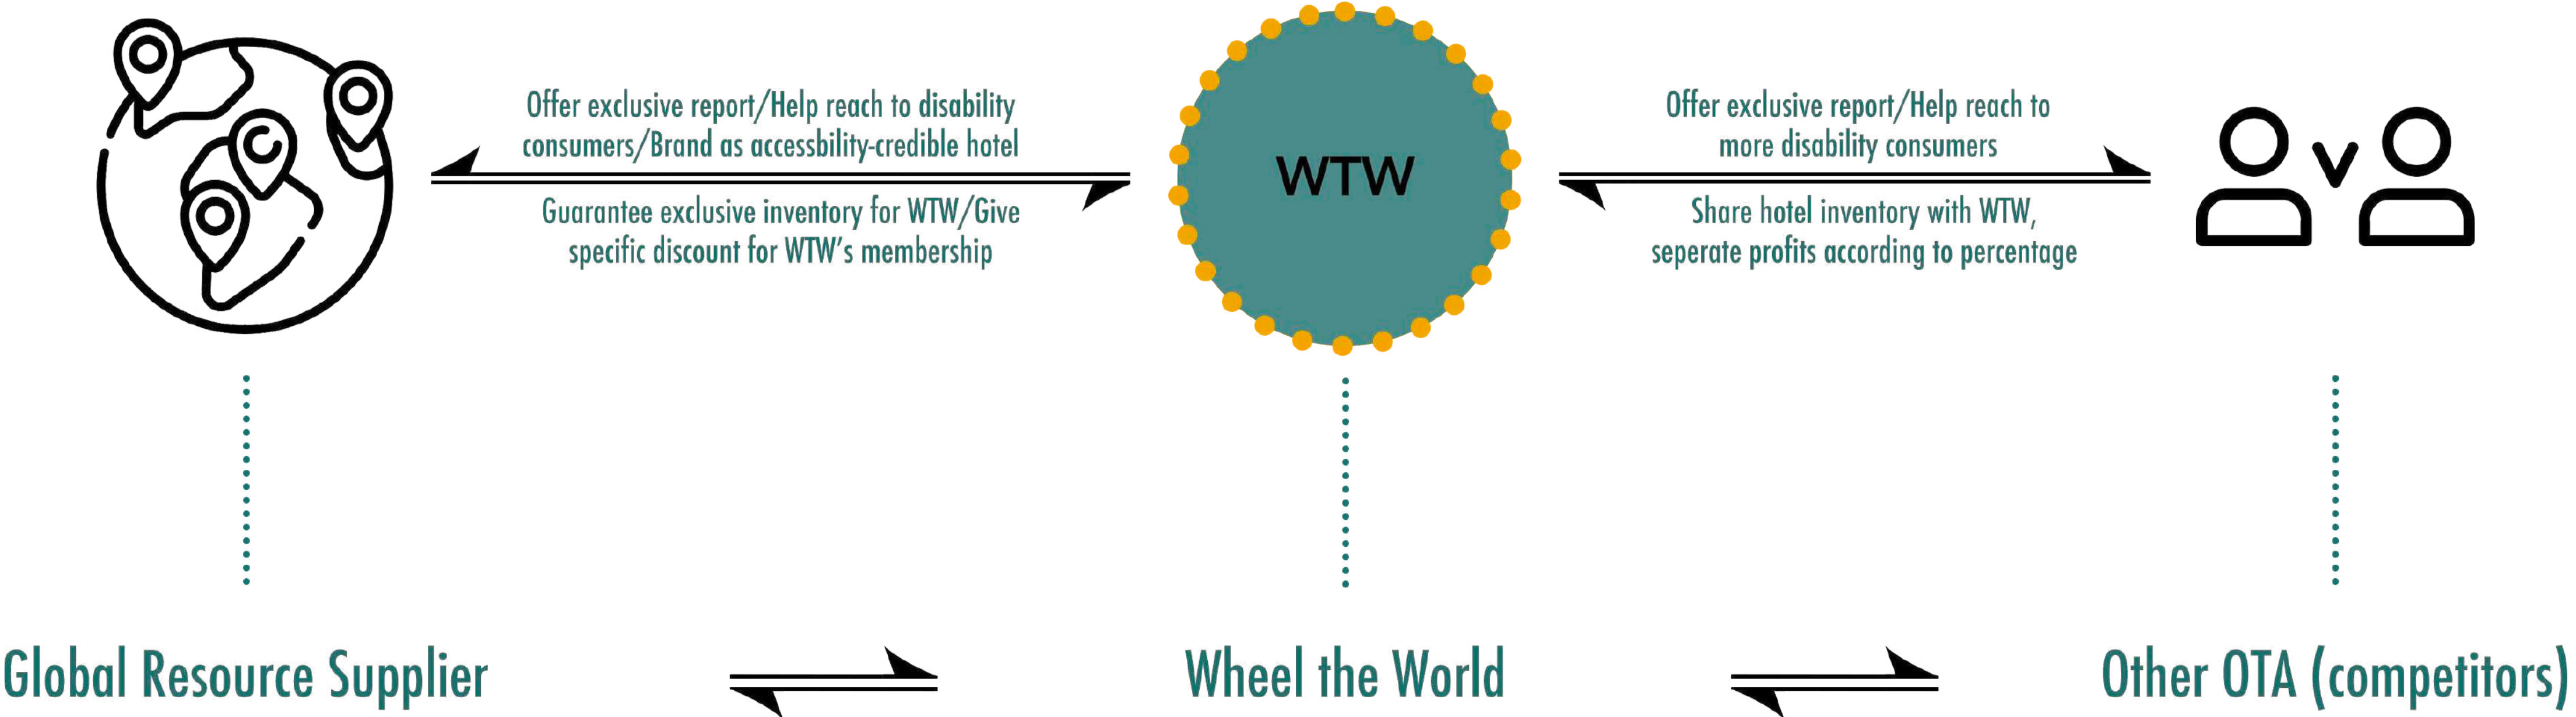 Offer exclusive report/Help reach to disability
consumers/Brand as accessbility-credible hotel
Guarantee exclusive inventory for WTW/Give
specific discount for WTW's membership
WTW
Offer exclusive report/Help reach to
more disability consumers
Share hotel inventory with WTW,
seperate profits according to percentage
Global Resource Supplier
Wheel the World
Other OTA (competitors)